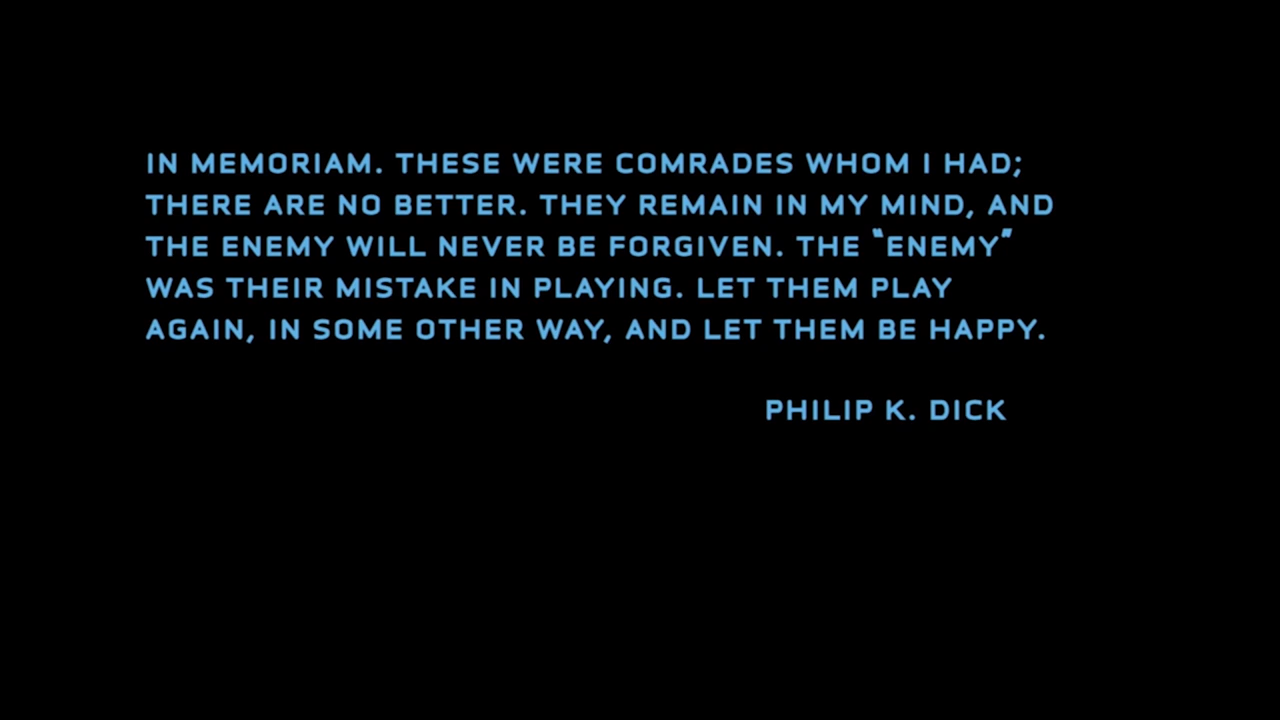 IN MEMORIAM. THESE WERE COMRADES WHOM I HAD;
THERE ARE NO BETTER. THEY REMAIN IN MY MIND, AND
THE ENEMY WILL NEVER BE FORGIVEN. THE “ENEMY”
WAS THEIR MISTAKE IN PLAYING. LET THEM PLAY
AGAIN, IN SOME OTHER WAY, AND LET THEM BE HAPPY.
PHILIP K. DICK